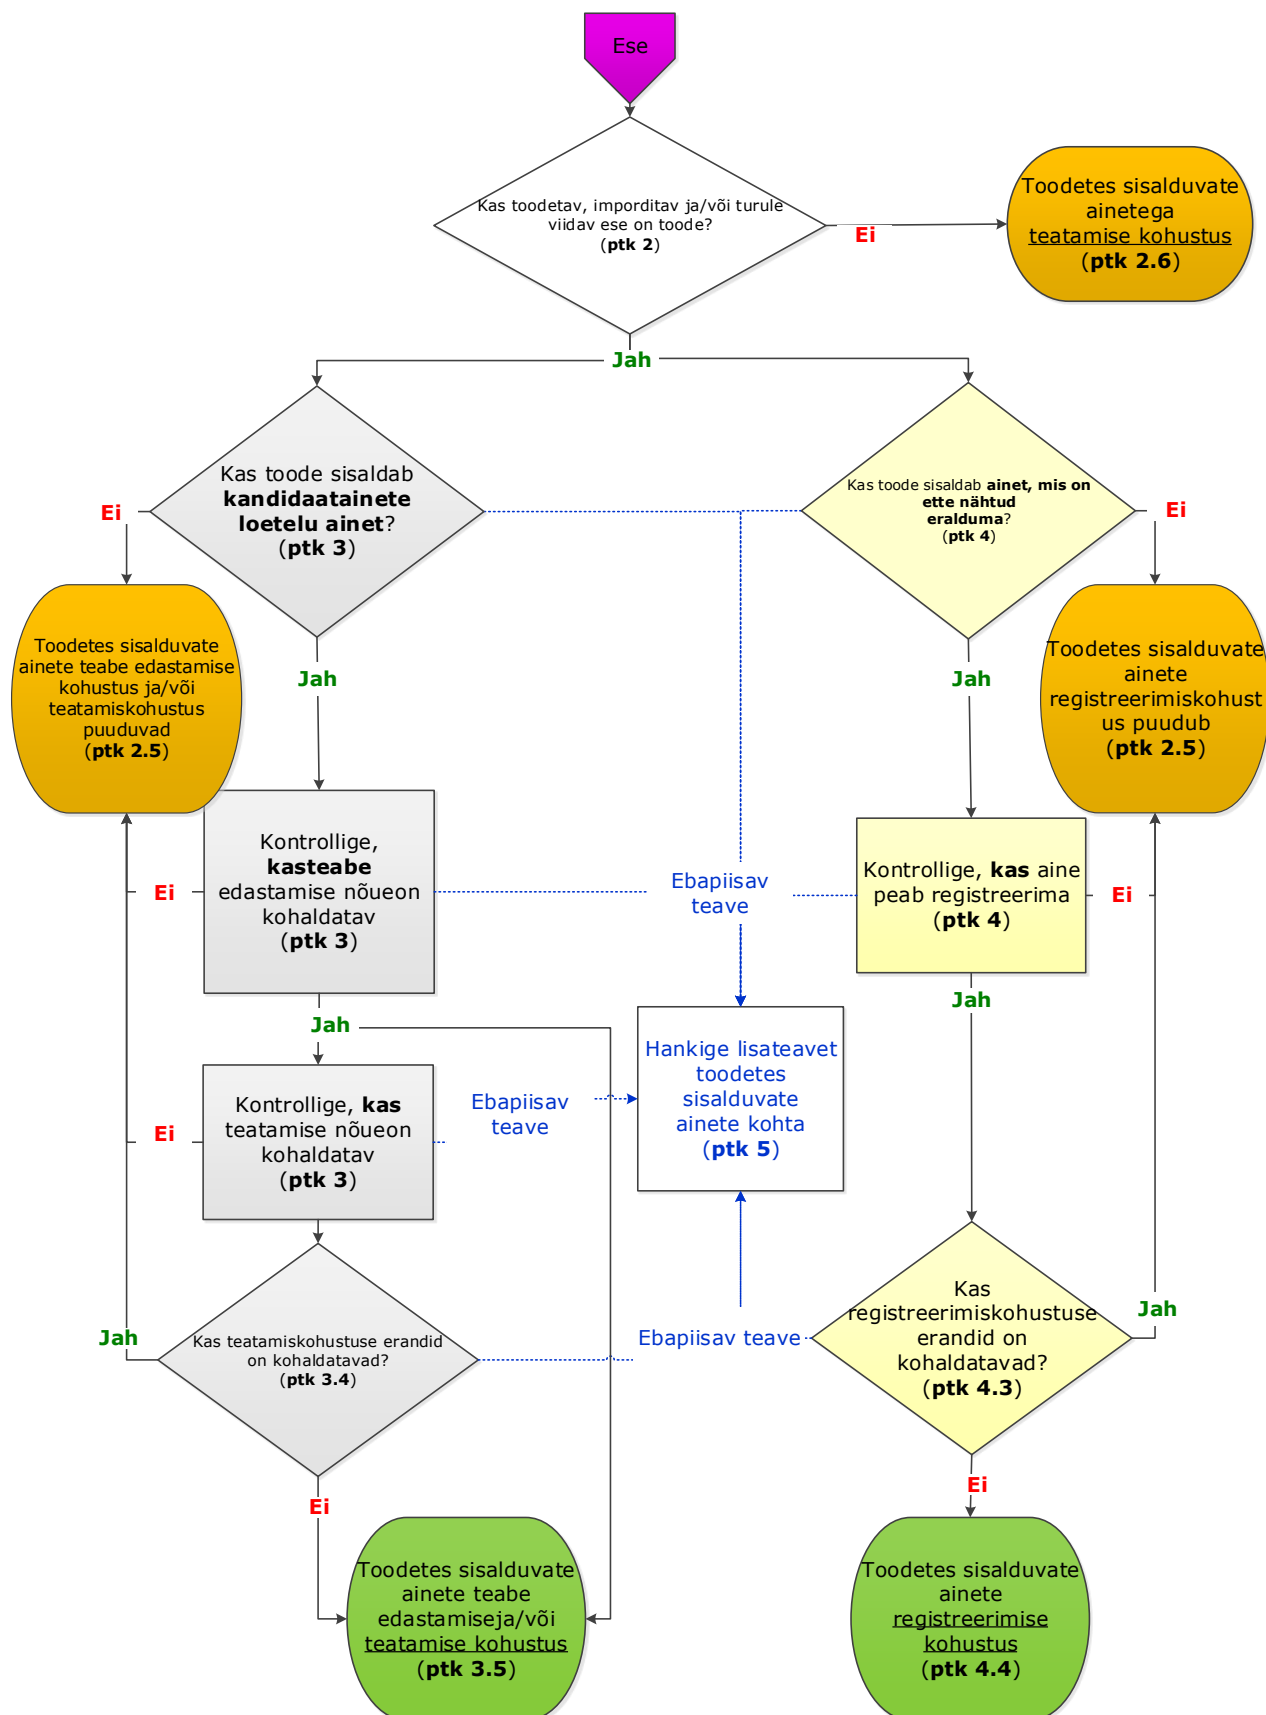 Ese
Kas toodetav, imporditav ja/või turule
viidav ese on toode?
(ptk 2)
Ei
Toodetes sisalduvate
ainetega
teatamise kohustus
(ptk 2.6)
Jah
Kas toode sisaldab
kandidaatainete
loetelu ainet?
(ptk 3)
Ei
Kas toode sisaldab ainet, mis on
ette nähtud
eralduma?
(ptk 4)
Ei
Toodetes sisalduvate
ainete teabe edastamise
kohustus ja/või
teatamiskohustus
puuduvad
(ptk 2.5)
Jah
Jah
Toodetes sisalduvate
ainete
registreerimiskohust
us puudub
(ptk 2.5)
Kontrollige,
kasteabe
edastamise nõueon
kohaldatav
(ptk 3)
Ei
Ebapiisav
teave
Kontrollige, kas aine
peab registreerima
(ptk 4)
Ei
Jah
Jah
Kontrollige, kas
teatamise nõueon
kohaldatav
(ptk 3)
Ei
Ebapiisav
teave
Hankige lisateavet
toodetes
sisalduvate
ainete kohta
(ptk 5)
Jah
Kas teatamiskohustuse erandid
on kohaldatavad?
(ptk 3.4)
Ebapiisav teave
Kas
registreerimiskohustuse
erandid on
kohaldatavad?
(ptk 4.3)
Jah
Ei
Ei
Toodetes sisalduvate
ainete teabe
edastamiseja/või
teatamise kohustus
(ptk 3.5)
Toodetes sisalduvate
ainete
registreerimise
kohustus
(ptk 4.4)